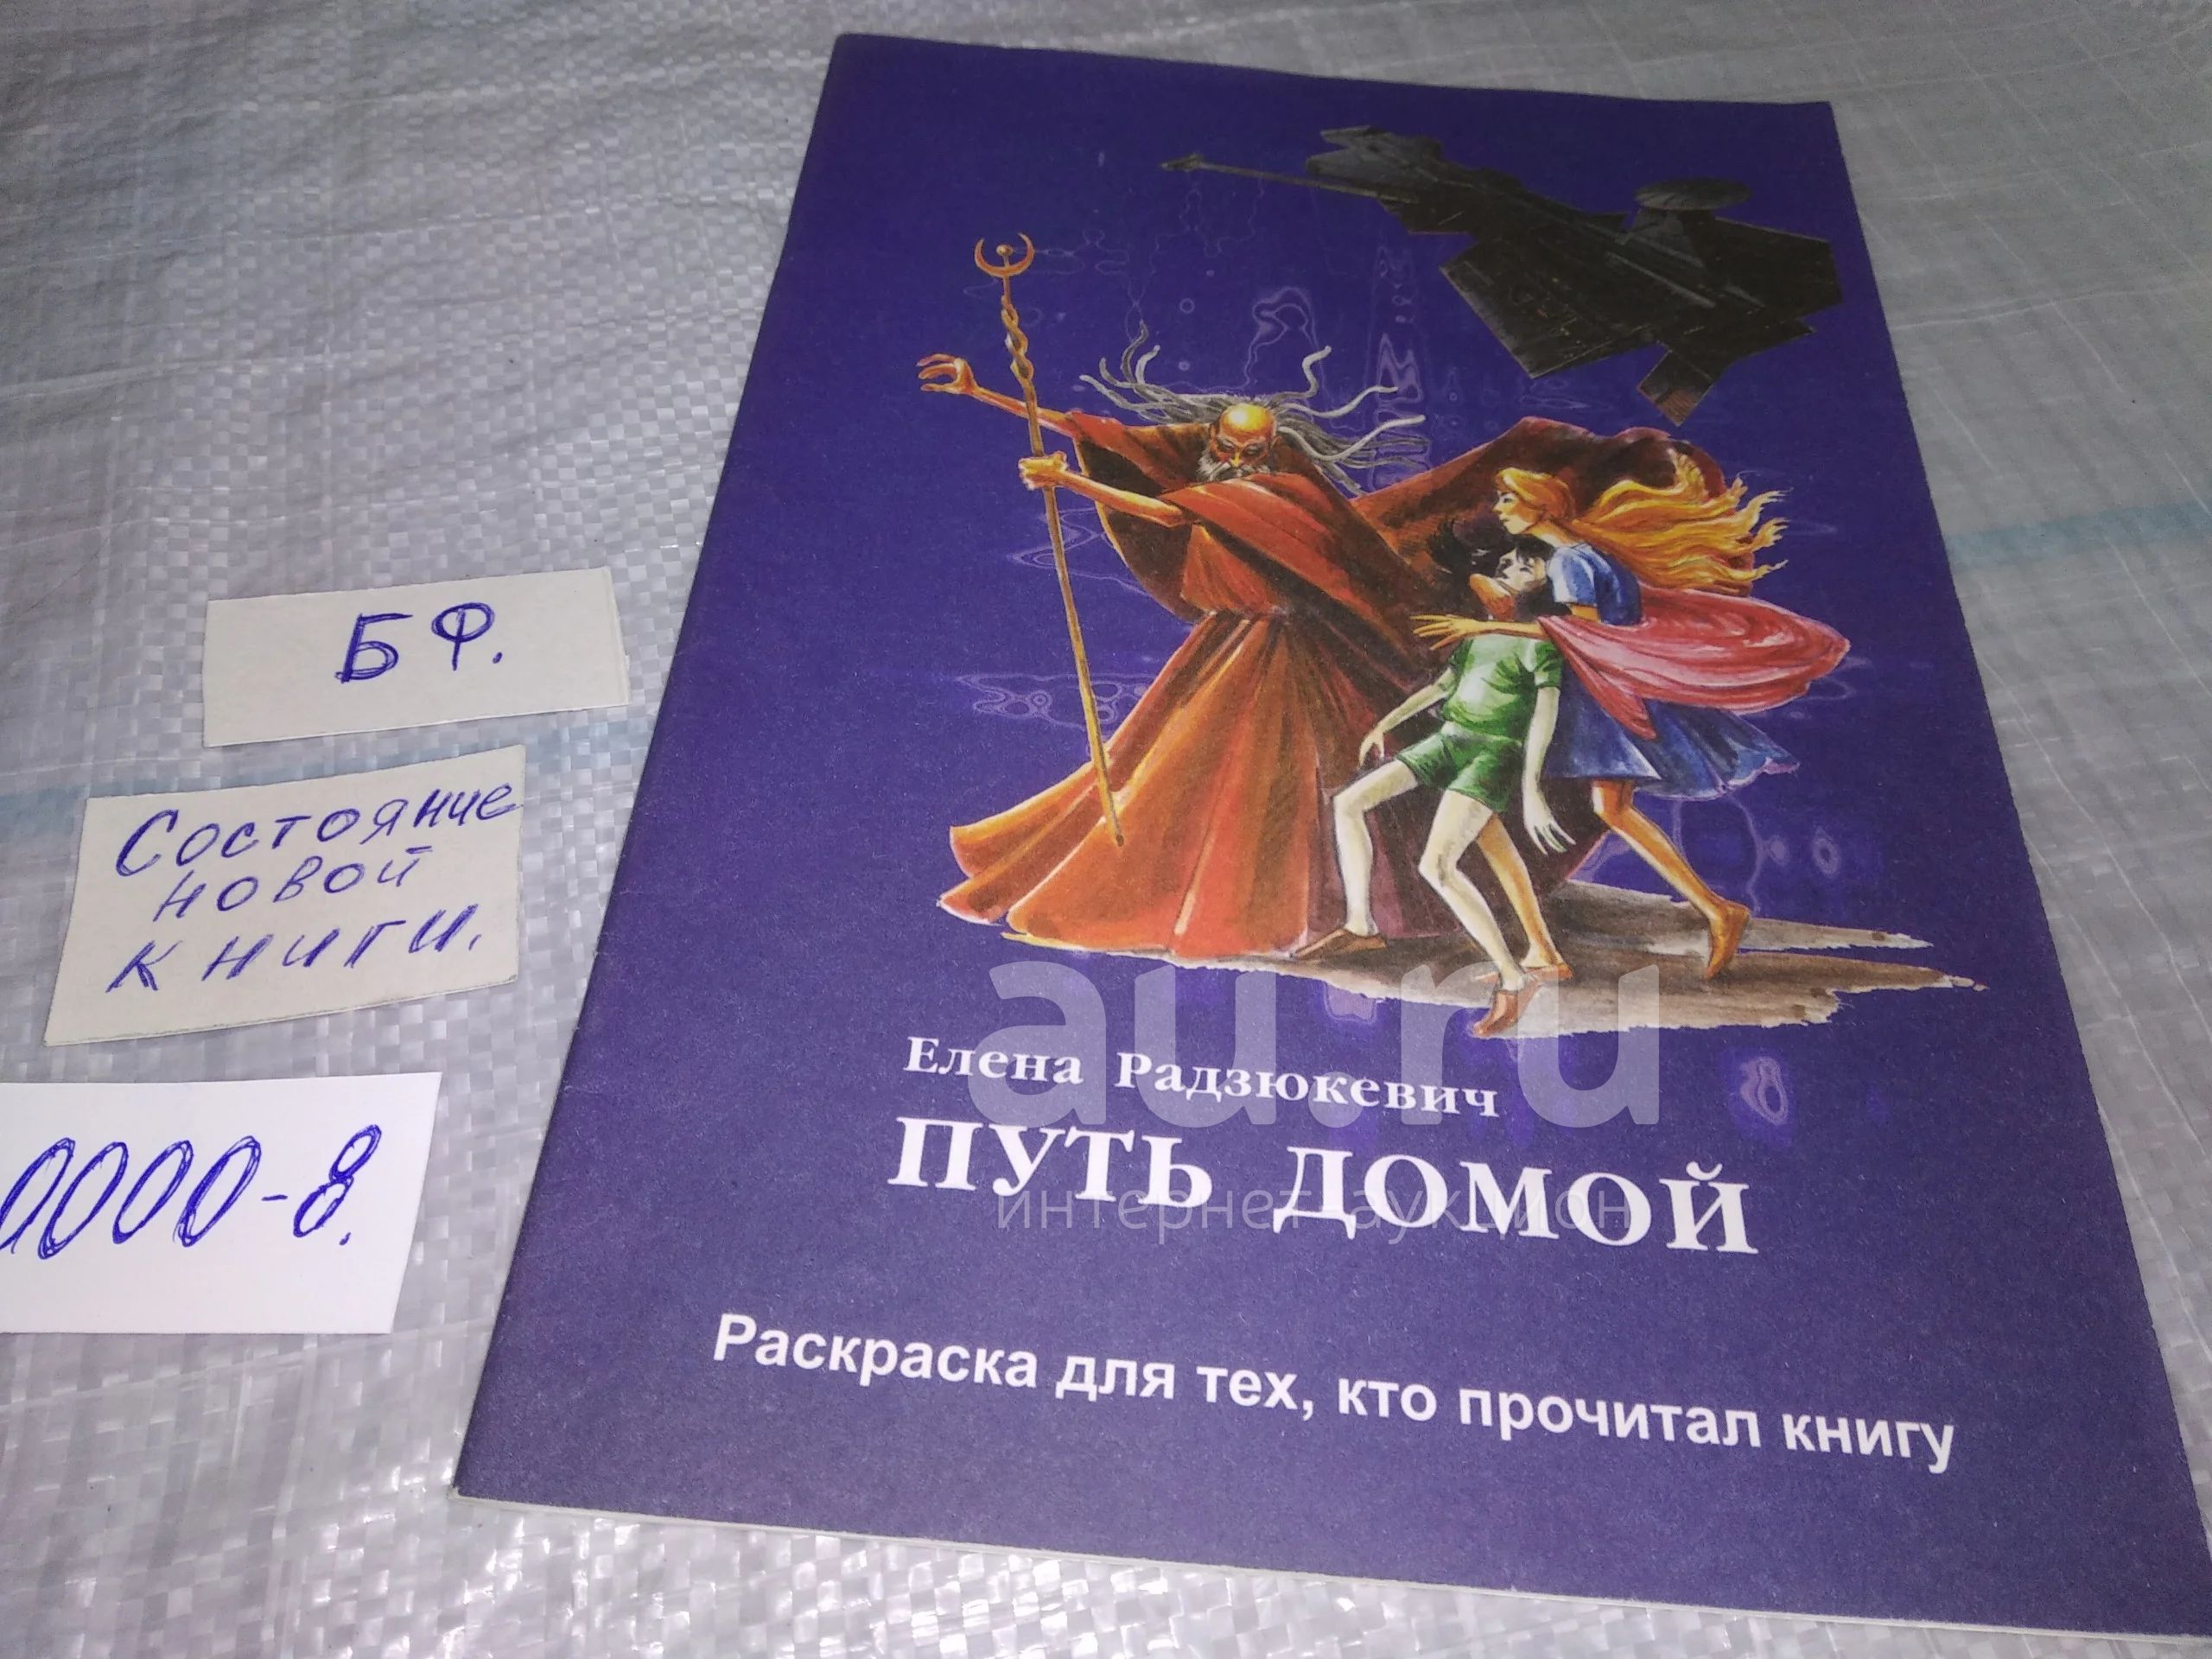 БФ.
Состояние
новой
книги.
0000-8.
Елена Радзюкевич
ПУТЬ ДОМОЙ
Раскраска для тех, кто прочитал книгу
au.ru
интернет аукцион